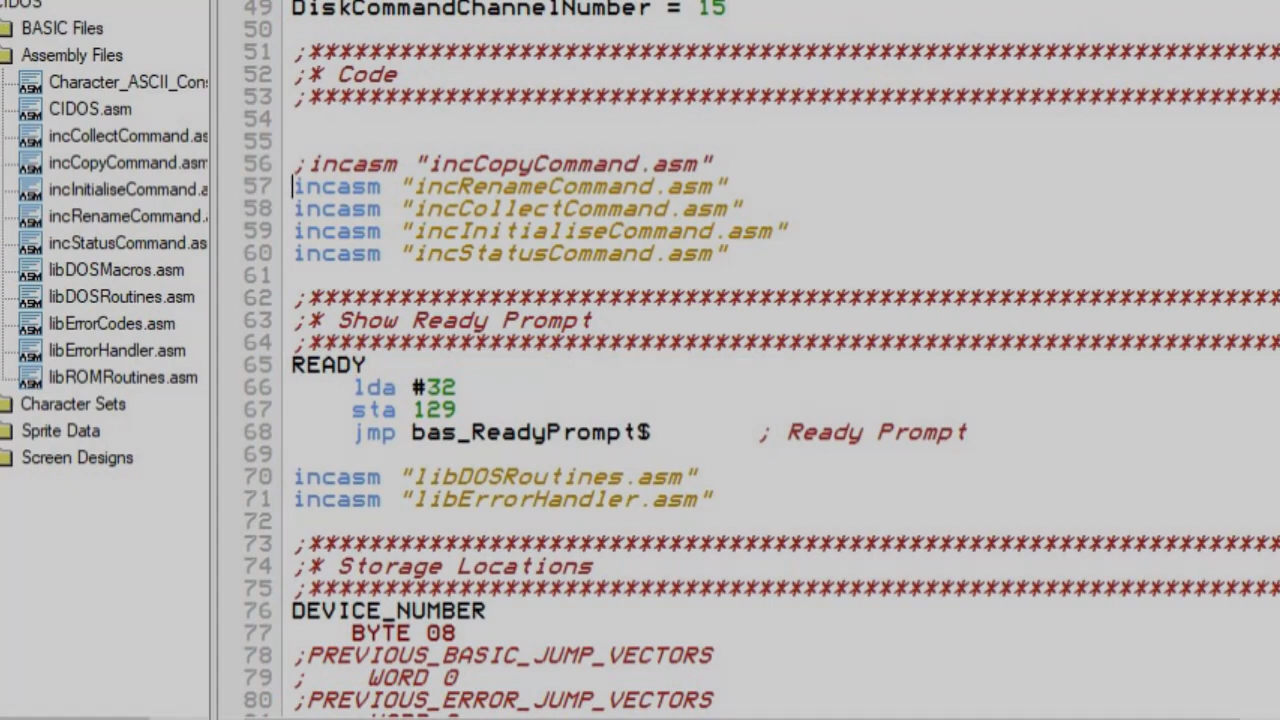 CIDOS
BASIC Files
Assembly Files
Character_ASCII_Cons
CIDOS.asm
incCollectCommand.as
incCopyCommand.asm
incInitialiseCommand.a
incRenameCommand.
incStatusCommand.as
libDOSMacros.asm
libDOSRoutines.asm
libErrorCodes.asm
libErrorHandler.asm
libROMRoutines.asm
Character Sets
Sprite Data
Screen Designs
49 DiskCommandChannelNumber = 15
50
51 ;*****************************************************************
52 ;* Code
53 ;*****************************************************************
54
55
56 ;incasm "incCopyCommand.asm"
57 incasm "incRenameCommand.asm"
58 incasm "incCollectCommand.asm"
59 incasm "incInitialiseCommand.asm"
60 incasm "incStatusCommand.asm"
61
62 ;*****************************************************************
63 ;* Show Ready Prompt
64 ;*****************************************************************
65 READY
66 lda #32
67 sta 129
68 jmp bas_ReadyPrompt$ ; Ready Prompt
69
70 incasm "libDOSRoutines.asm"
71 incasm "libErrorHandler.asm"
72
73 ;*****************************************************************
74 ;* Storage Locations
75 ;*****************************************************************
76 DEVICE_NUMBER
77 BYTE 08
78 ;PREVIOUS_BASIC_JUMP_VECTORS
79 ; WORD 0
80 ;PREVIOUS_ERROR_JUMP_VECTORS